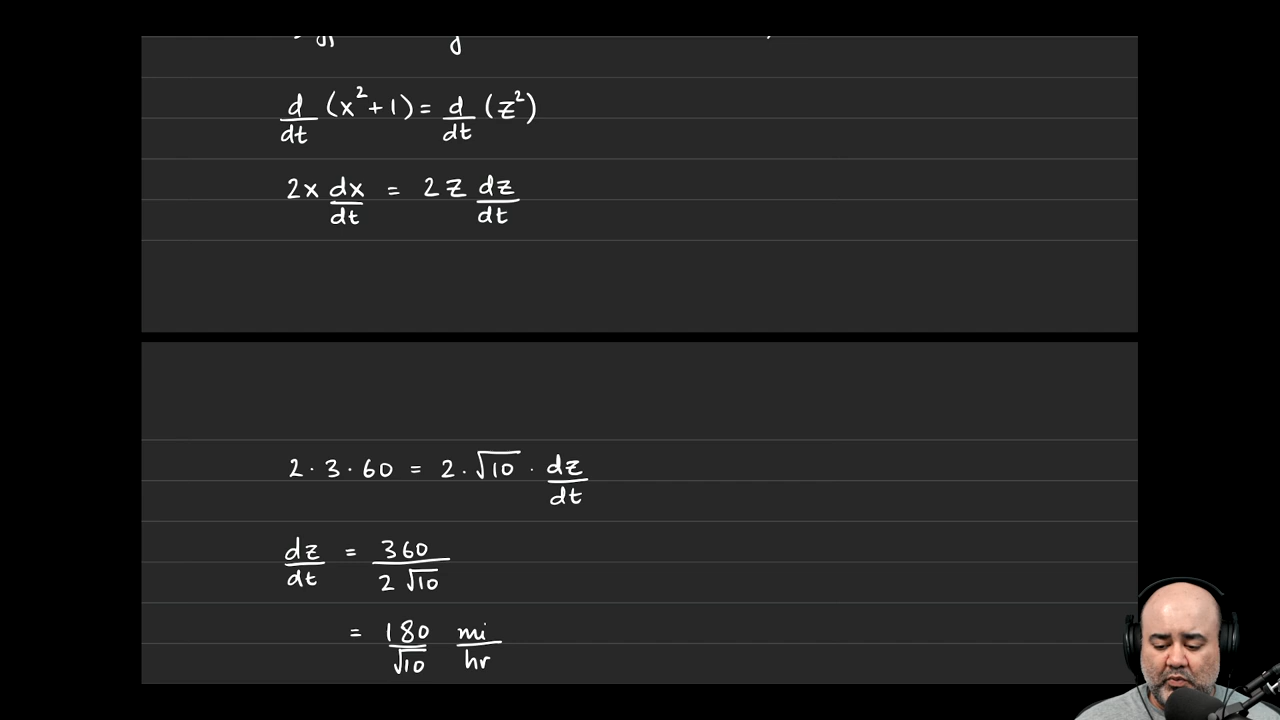 d/dt (x²+1) = d/dt (z²)
2x dx/dt = 2z dz/dt
2 · 3 · 60 = 2 · √10 · dz/dt
dz/dt = 360/(2√10)
= 180/√10 mi/hr